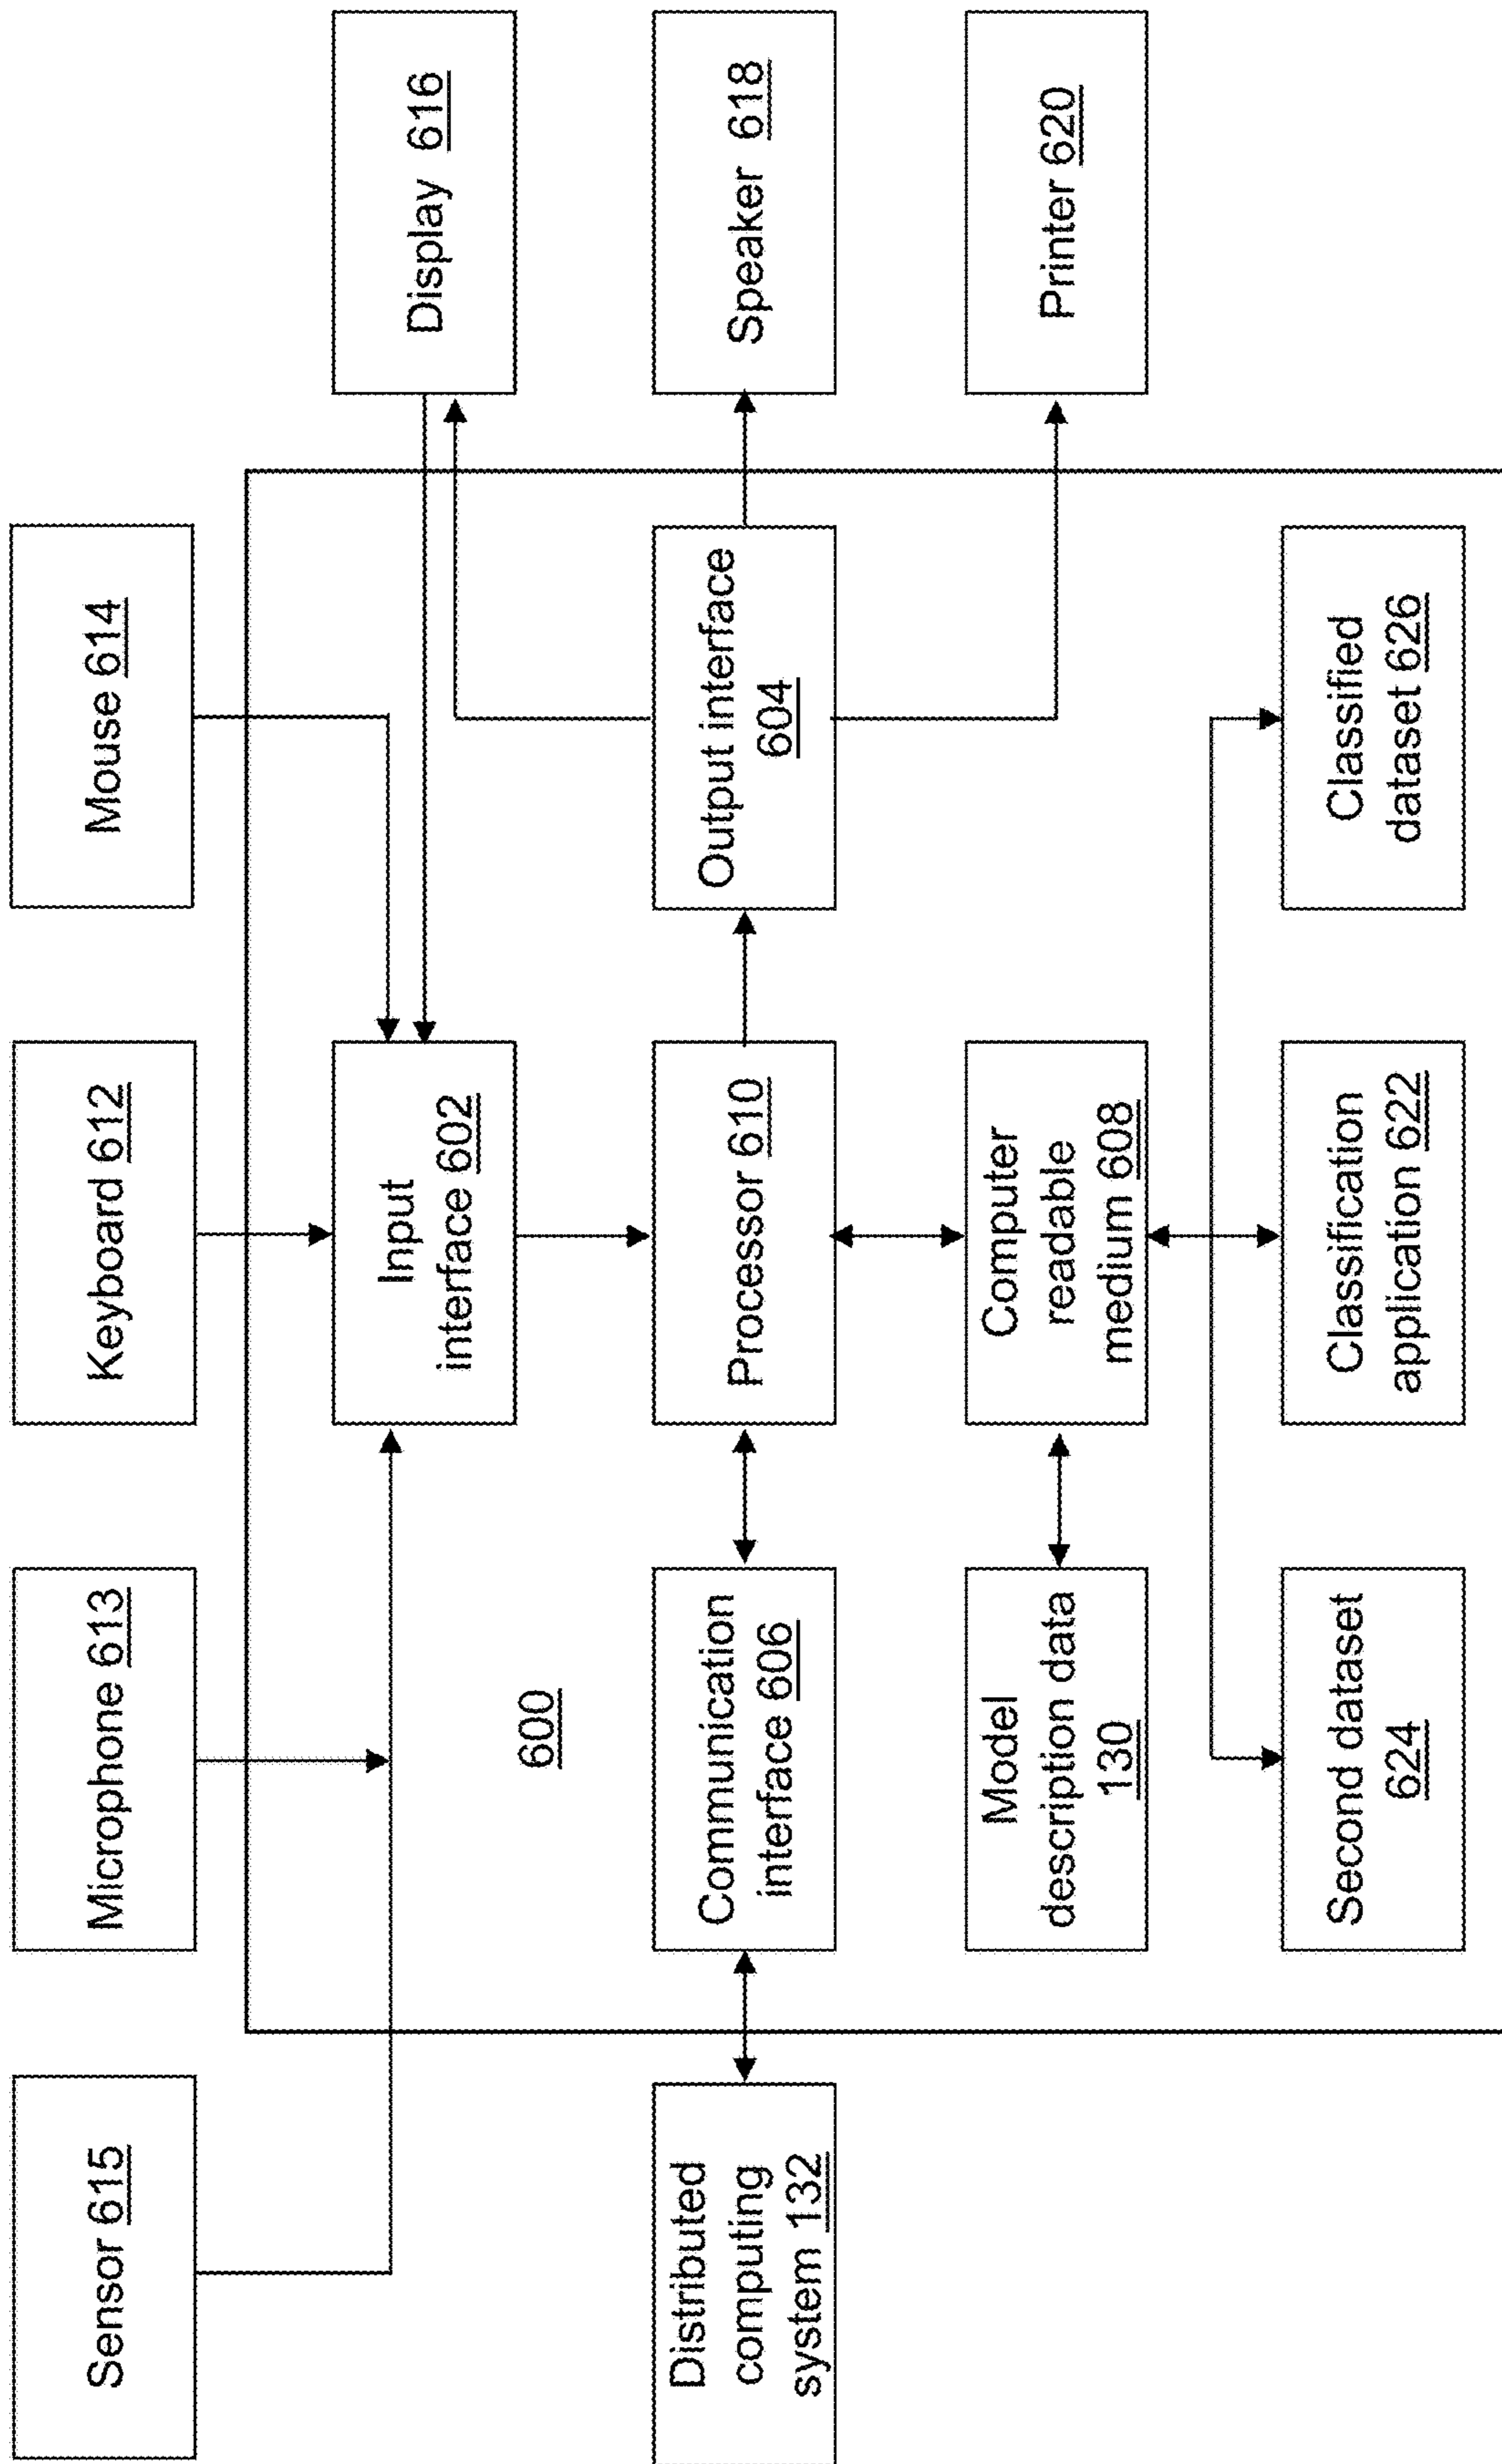 Sensor 615
Microphone 613
Keyboard 612
Mouse 614
600
Input
interface 602
Display 616
Distributed
computing
system 132
Communication
interface 606
Processor 610
Output interface
604
Speaker 618
Model
description data
130
Computer
readable
medium 608
Printer 620
Second dataset
624
Classification
application 622
Classified
dataset 626